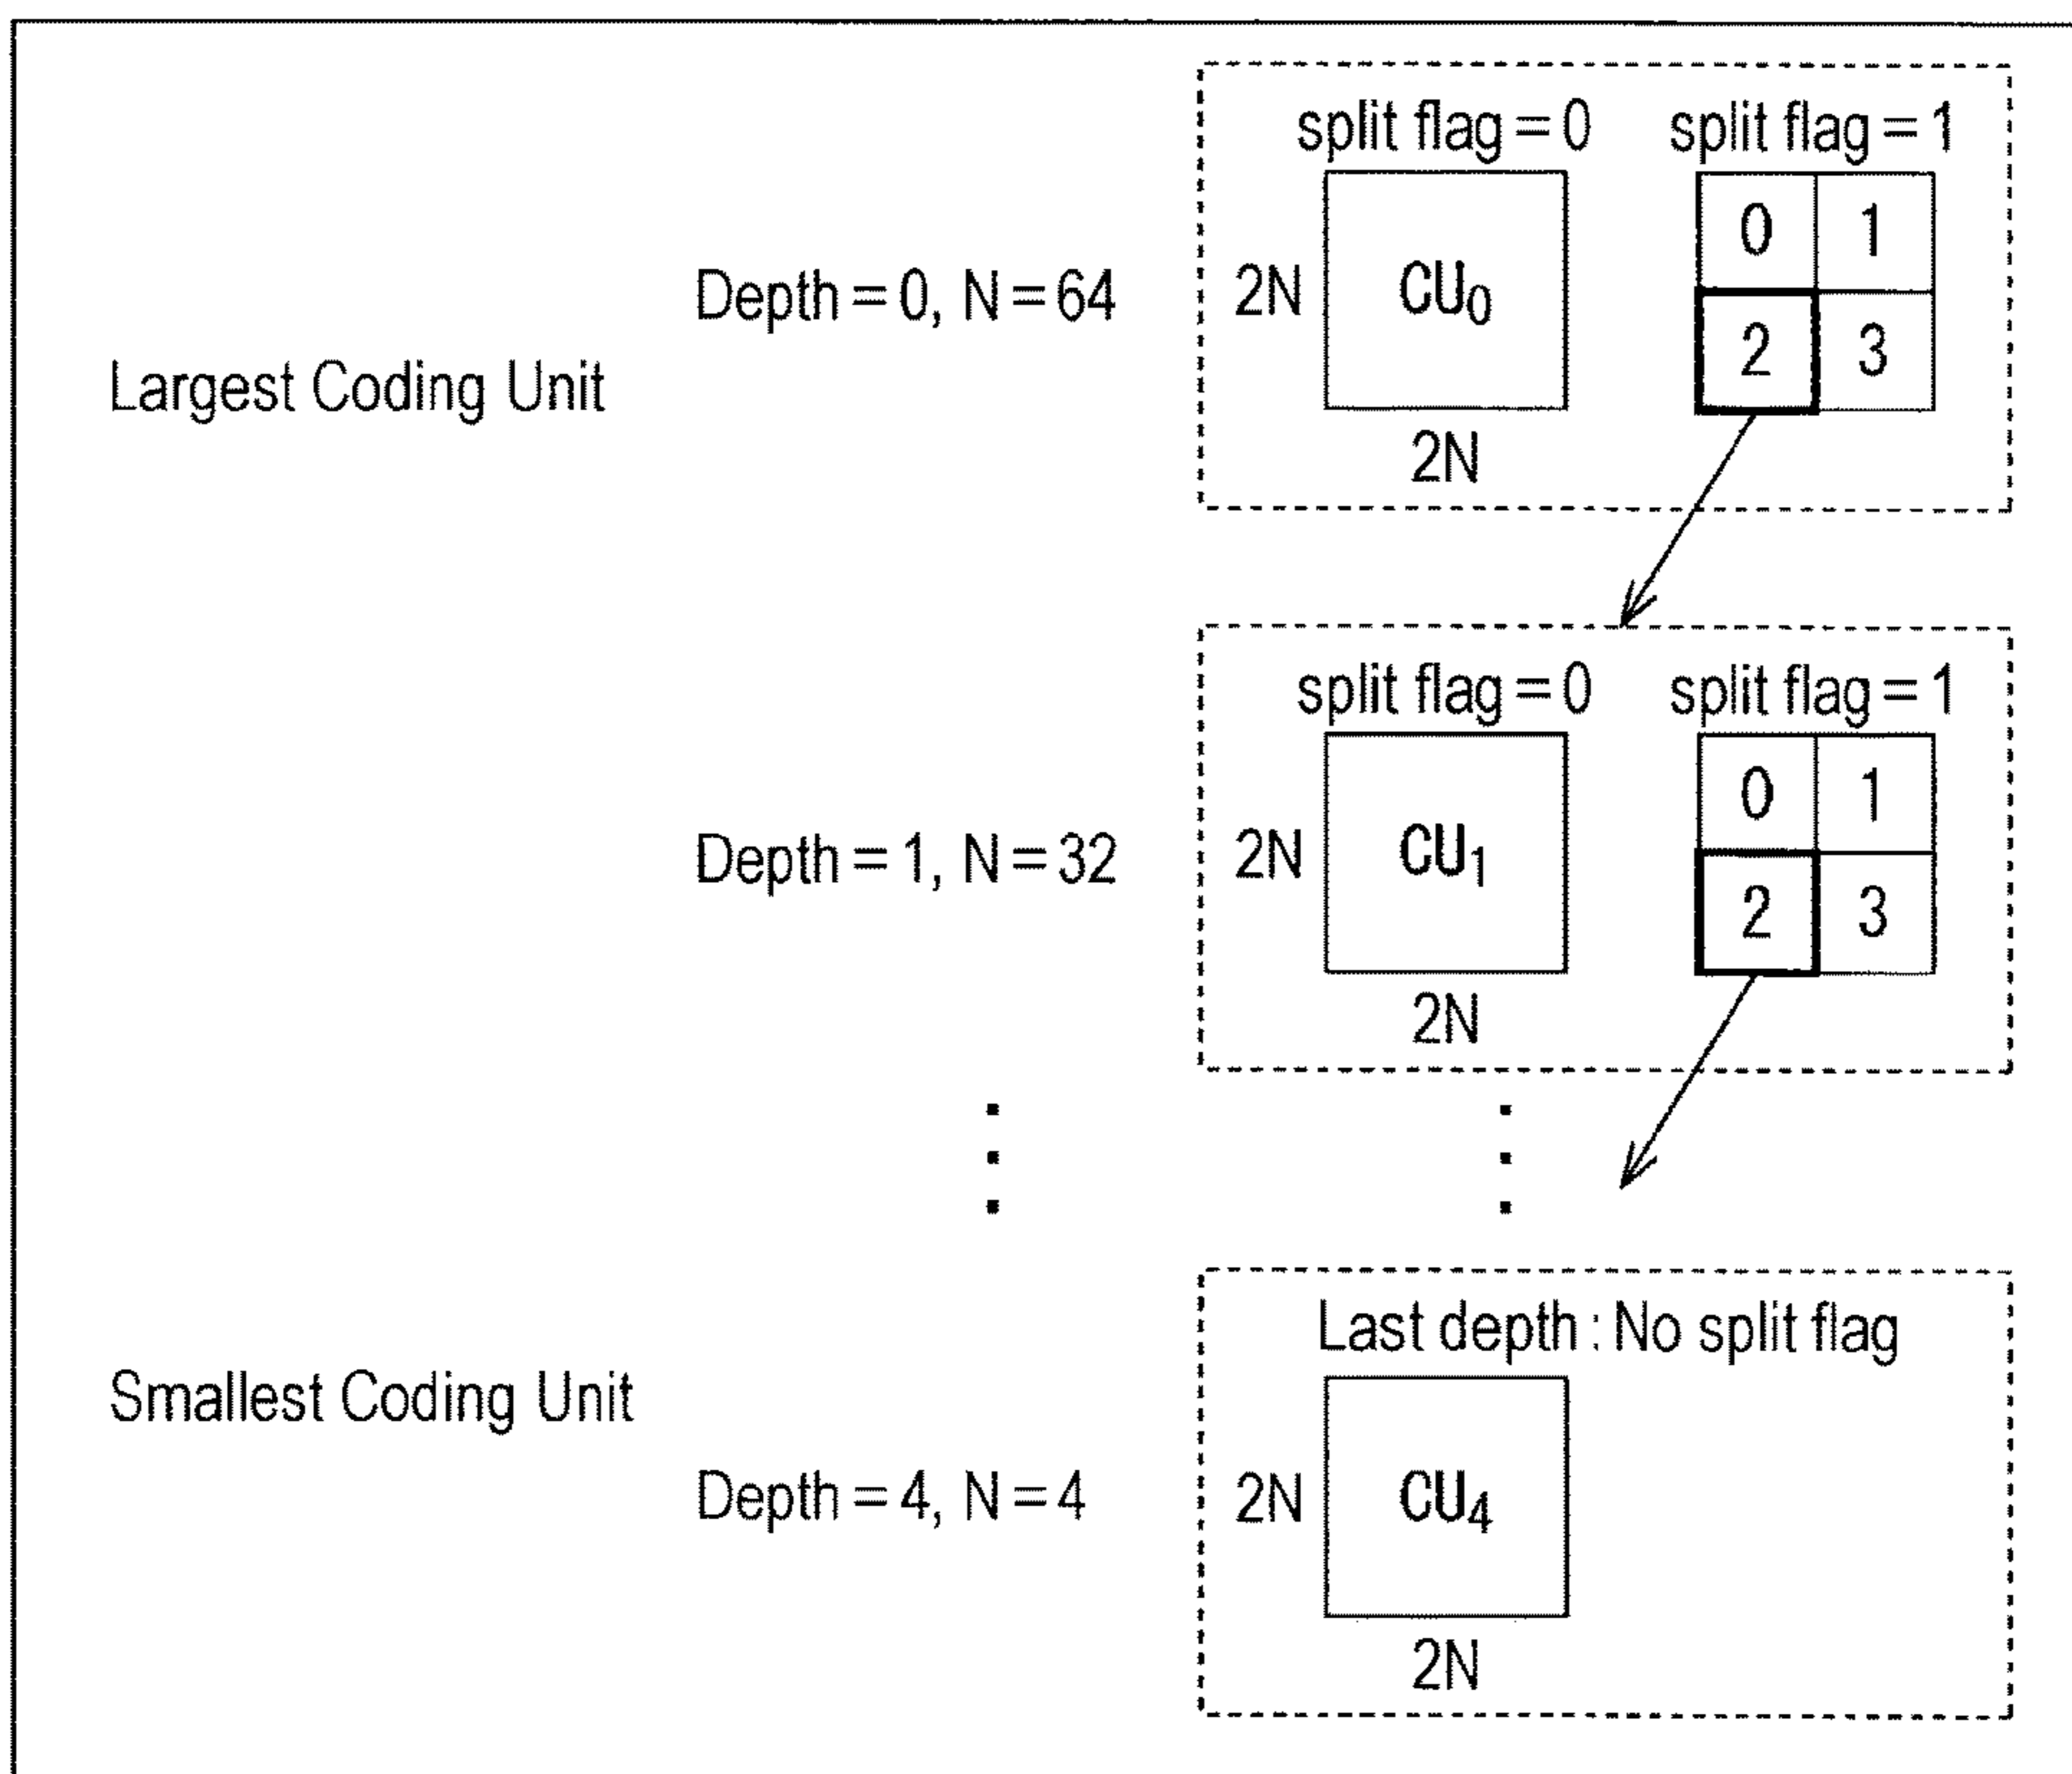 split flag = 0 split flag = 1
Largest Coding Unit
Depth = 0, N = 64
2N
CU₀
2N
0 1
2 3
split flag = 0 split flag = 1
Depth = 1, N = 32
2N
CU₁
2N
0 1
2 3
Smallest Coding Unit
Last depth : No split flag
Depth = 4, N = 4
2N
CU₄
2N